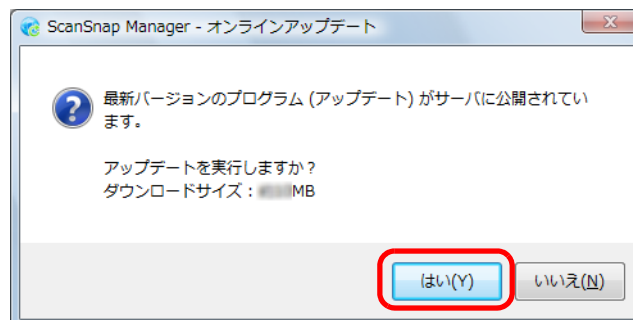 ScanSnap Manager - オンラインアップデート
最新バージョンのプログラム (アップデート) がサーバに公開されてい
ます。
アップデートを実行しますか？
ダウンロードサイズ： MB
はい(Y)
いいえ(N)